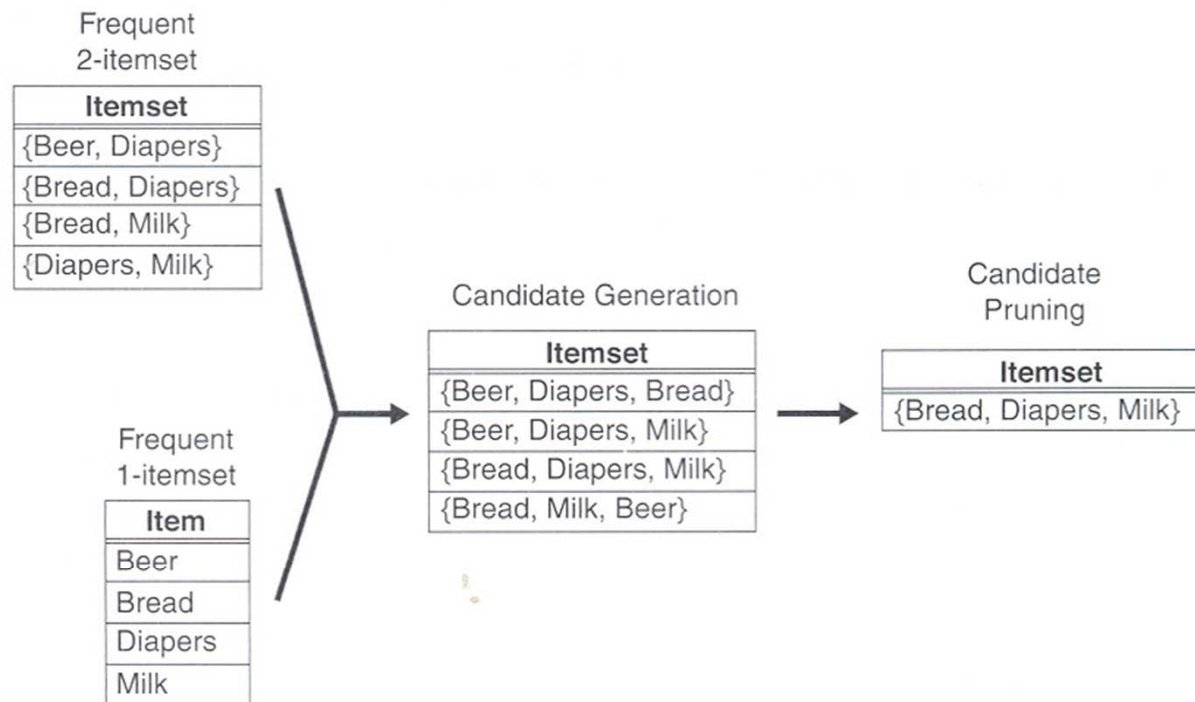 Frequent
2-itemset
Itemset
{Beer, Diapers}
{Bread, Diapers}
{Bread, Milk}
{Diapers, Milk}
Frequent
1-itemset
Item
Beer
Bread
Diapers
Milk
Candidate Generation
Itemset
{Beer, Diapers, Bread}
{Beer, Diapers, Milk}
{Bread, Diapers, Milk}
{Bread, Milk, Beer}
Candidate
Pruning
Itemset
{Bread, Diapers, Milk}